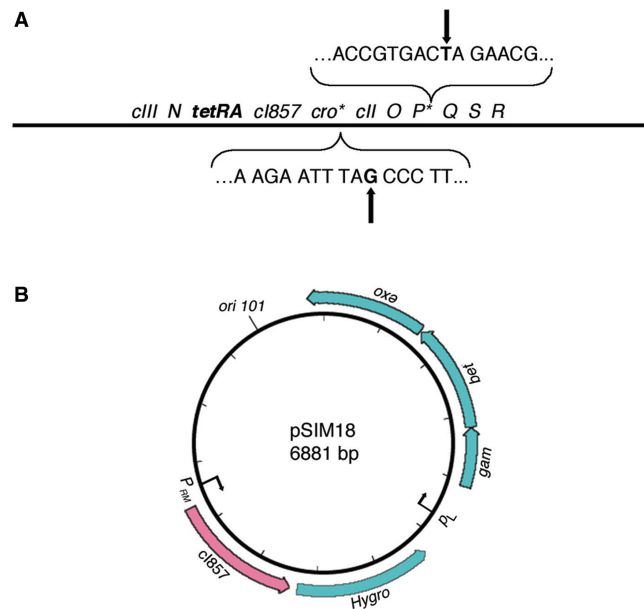 A
...ACCGTGACTA GAACG...
cIII N tetRA cI857 cro* cII O P* Q S R
...A AGA ATT TAG CCC TT...
B
ori 101
exo
bet
pSIM18
6881 bp
gam
PRM
pL
cI857
Hygro